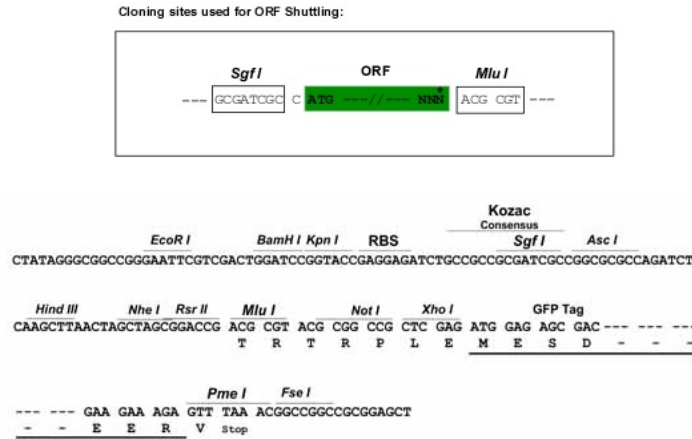 Cloning sites used for ORF Shuttling:
Sgf I ORF Mlu I
--- GCGATCGC C ATG ---//--- NNN* ACG CGT ---
Kozac
Consensus
EcoR I BamH I Kpn I RBS Sgf I Asc I
CTATAGGGCGGCCGGGAATTCGTCGACTGGATCCGGTACCGAGGAGATCTGCCGCCGCGATCGCCGGCGCGCCAGATCT
Hind III Nhe I Rsr II Mlu I Not I Xho I GFP Tag
CAAGCTTAACTAGCTAGCGGACCG ACG CGT ACG CGG CCG CTC GAG ATG GAG AGC GAC--- --- ---
T R T R P L E M E S D - - -
Pme I Fse I
--- --- GAA GAA AGA GTT TAA ACGGCCGGCCGCGGAGCT
- - E E R V Stop